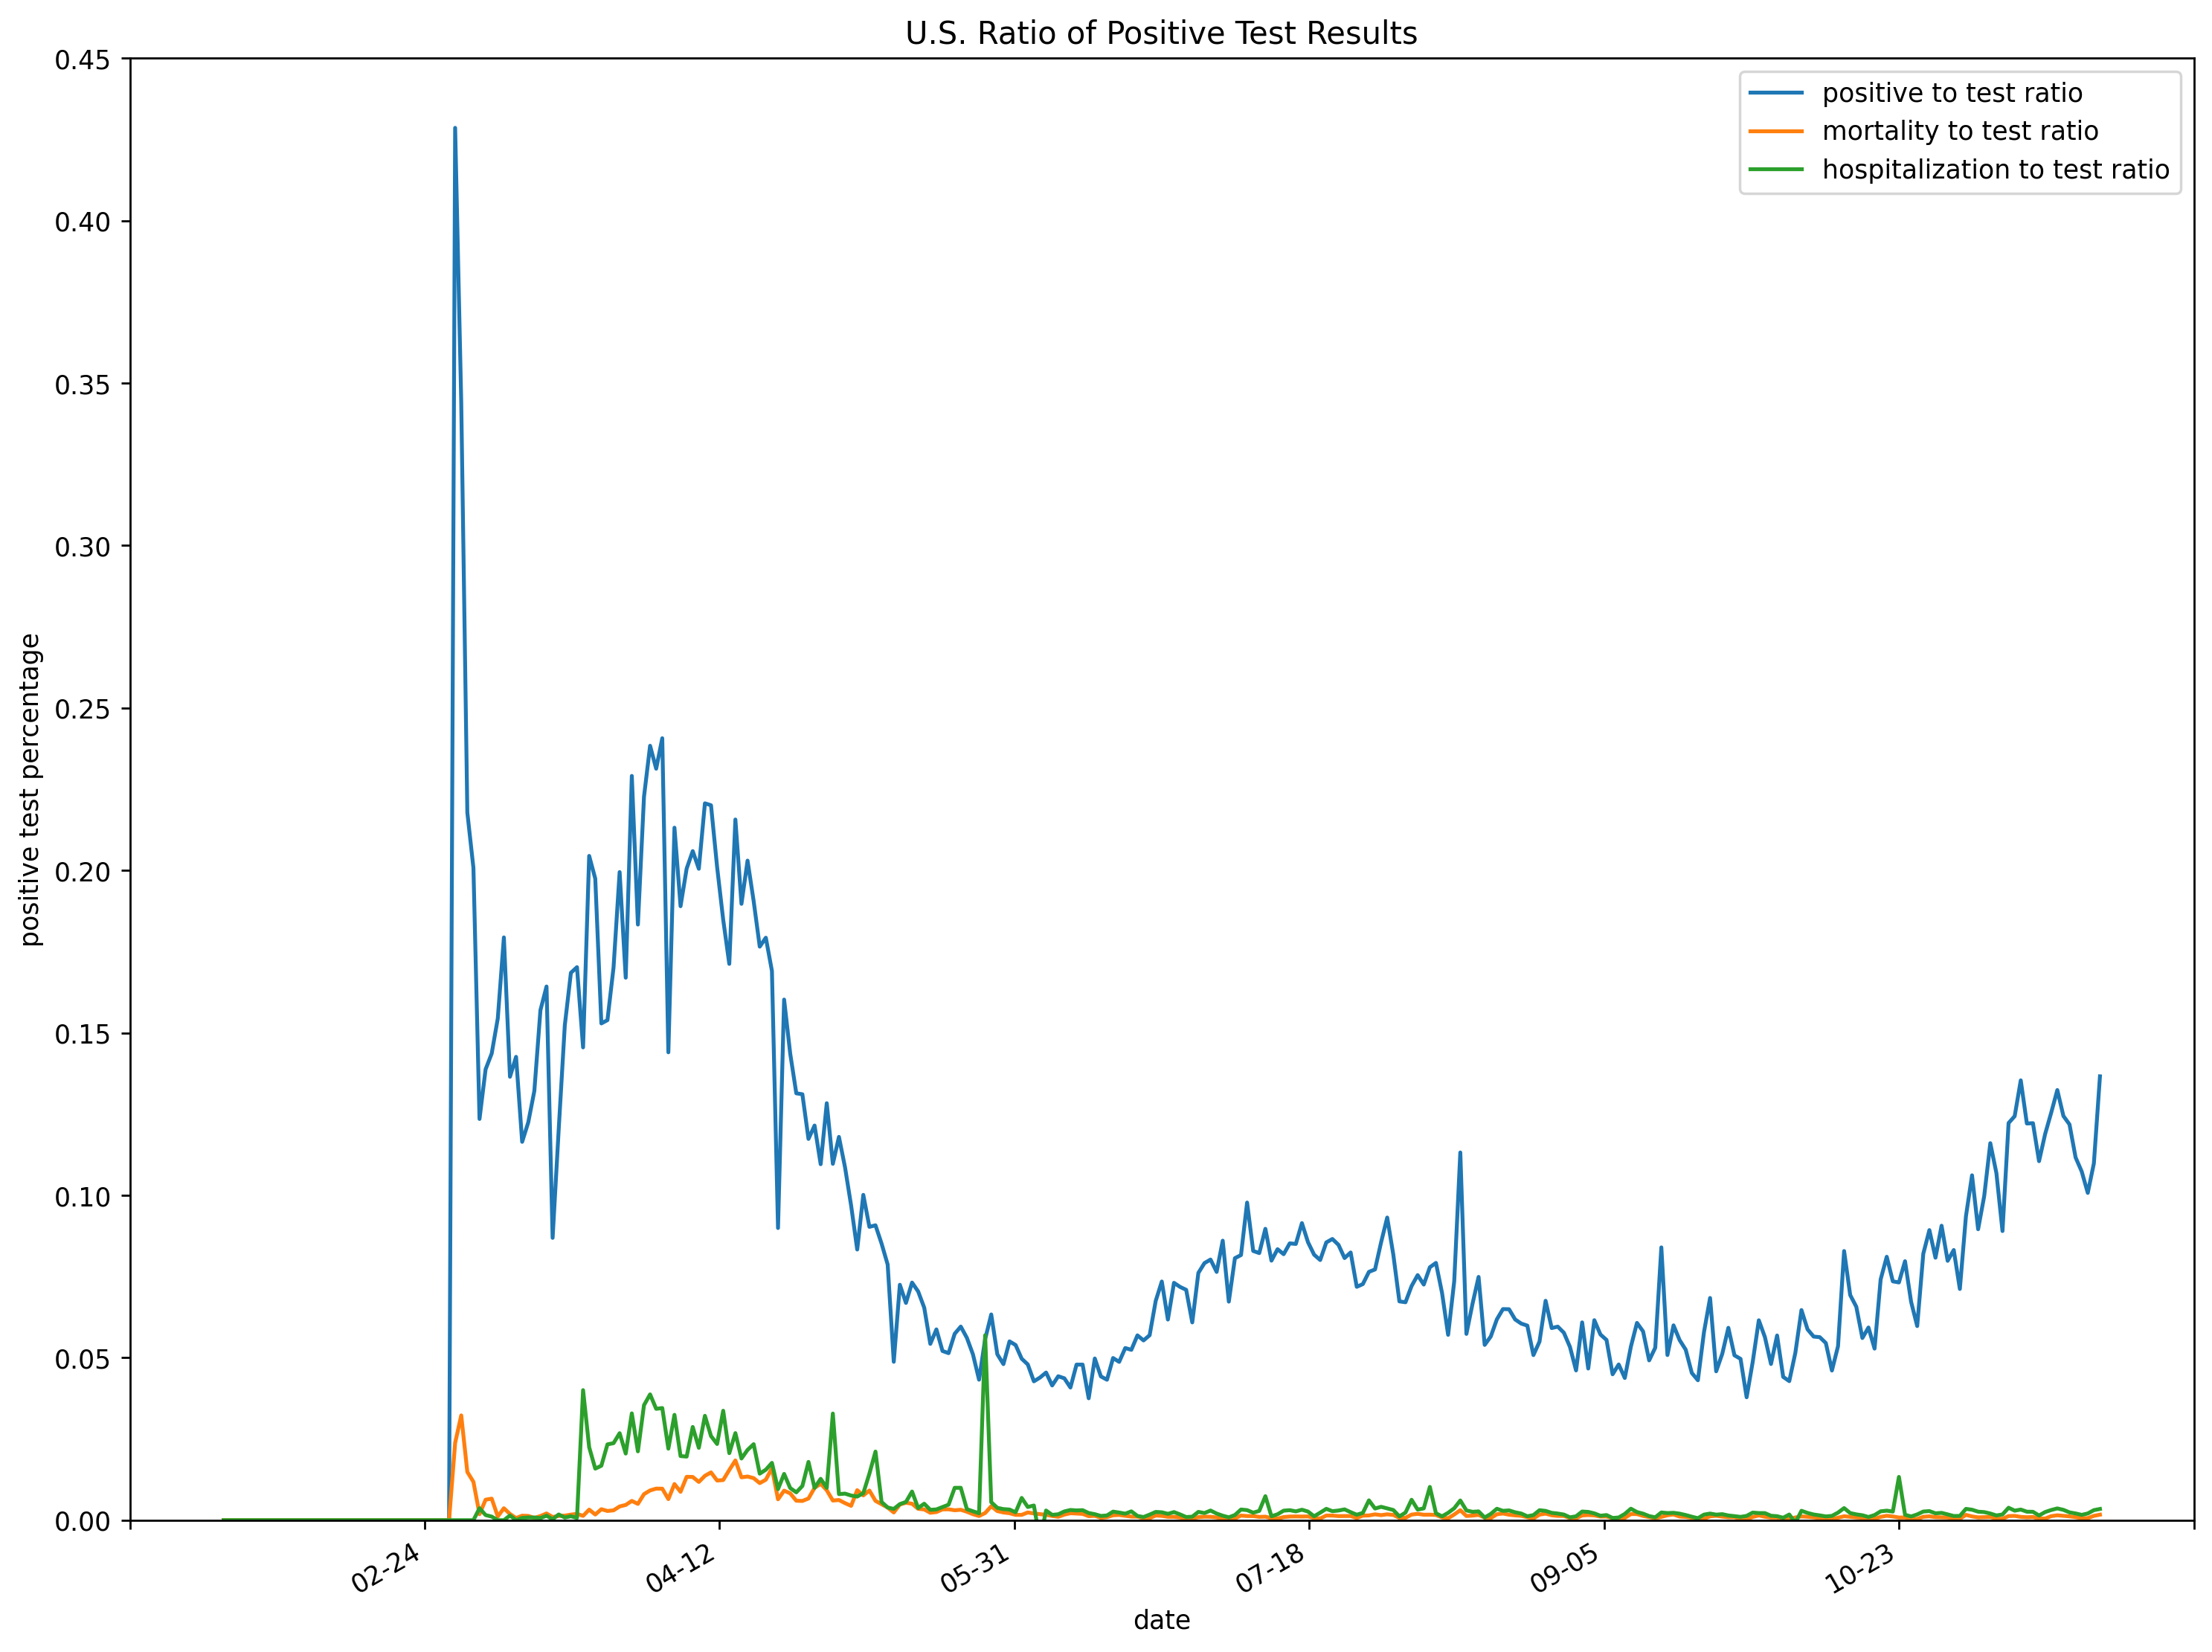 U.S. Ratio of Positive Test Results
positive to test ratio
mortality to test ratio
hospitalization to test ratio
positive test percentage
0.45
0.40
0.35
0.30
0.25
0.20
0.15
0.10
0.05
0.00
02-24
04-12
05-31
07-18
09-05
10-23
date